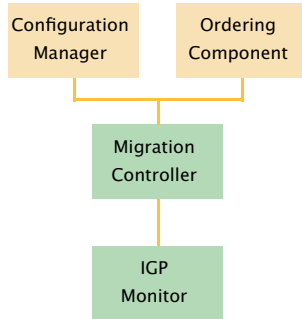 Configuration
Manager
Ordering
Component
Migration
Controller
IGP
Monitor